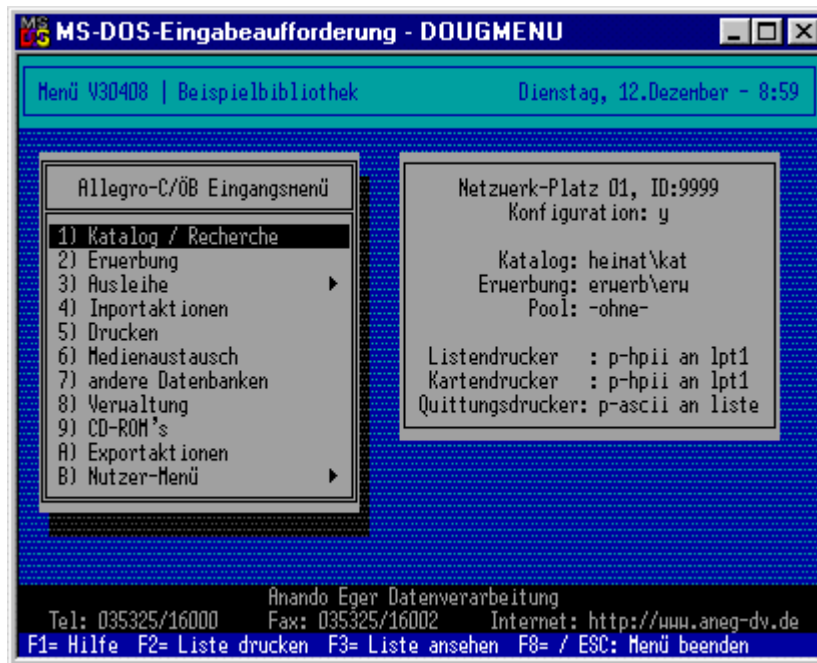 MS-DOS-Eingabeaufforderung - DOUGMENU
Menü V30408 | Beispielbibliothek Dienstag, 12.Dezember - 8:59
Allegro-C/ÖB Eingangsmenü
1) Katalog / Recherche
2) Erwerbung
3) Ausleihe
4) Importaktionen
5) Drucken
6) Medienaustausch
7) andere Datenbanken
8) Verwaltung
9) CD-ROM's
A) Exportaktionen
B) Nutzer-Menü
Netzwerk-Platz 01, ID:9999
Konfiguration: y
Katalog: heimat\kat
Erwerbung: erwerb\erw
Pool: -ohne-
Listendrucker : p-hpii an lpt1
Kartendrucker : p-hpii an lpt1
Quittungsdrucker: p-ascii an liste
Anando Eger Datenverarbeitung
Tel: 035325/16000 Fax: 035325/16002 Internet: http://www.aneg-dv.de
F1= Hilfe F2= Liste drucken F3= Liste ansehen F8= / ESC: Menü beenden